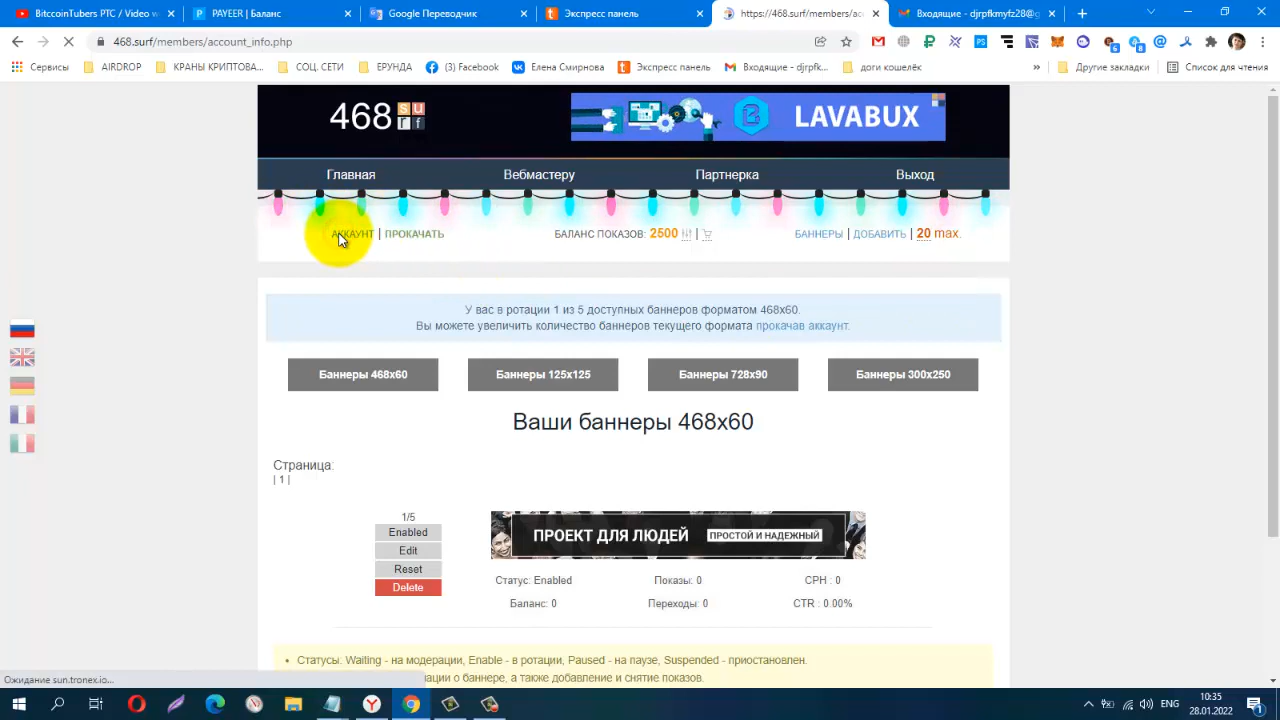 BitccoinTubers PTC / Video w
PAYEER | Баланс
Google Переводчик
Экспресс панель
https://468.surf/members/acc
Входящие - djrpfkmyfz28@g
468.surf/members/account_info.php
Сервисы
AIRDROP
КРАНЫ КРИПТОВА...
СОЦ. СЕТИ
ЕРУНДА
(3) Facebook
Елена Смирнова
Экспресс панель
Входящие - djrpfk...
доги кошелёк
»
Другие закладки
Список для чтения
468 su rf
LAVABUX
Главная
Вебмастеру
Партнерка
Выход
АККАУНТ | ПРОКАЧАТЬ
БАЛАНС ПОКАЗОВ: 2500 |
БАННЕРЫ | ДОБАВИТЬ | 20 max.
У вас в ротации 1 из 5 доступных баннеров форматом 468x60.
Вы можете увеличить количество баннеров текущего формата прокачав аккаунт.
Баннеры 468x60
Баннеры 125x125
Баннеры 728x90
Баннеры 300x250
Ваши баннеры 468x60
Страница:
| 1 |
1/5
Enabled
Edit
Reset
Delete
ПРОЕКТ ДЛЯ ЛЮДЕЙ
ПРОСТОЙ И НАДЕЖНЫЙ
Статус: Enabled
Показы: 0
CPH : 0
Баланс: 0
Переходы: 0
CTR : 0.00%
• Статусы: Waiting - на модерации, Enable - в ротации, Paused - на паузе, Suspended - приостановлен.
ации о баннере, а также добавление и снятие показов.
Ожидание sun.tronex.io...
ENG
10:35
28.01.2022